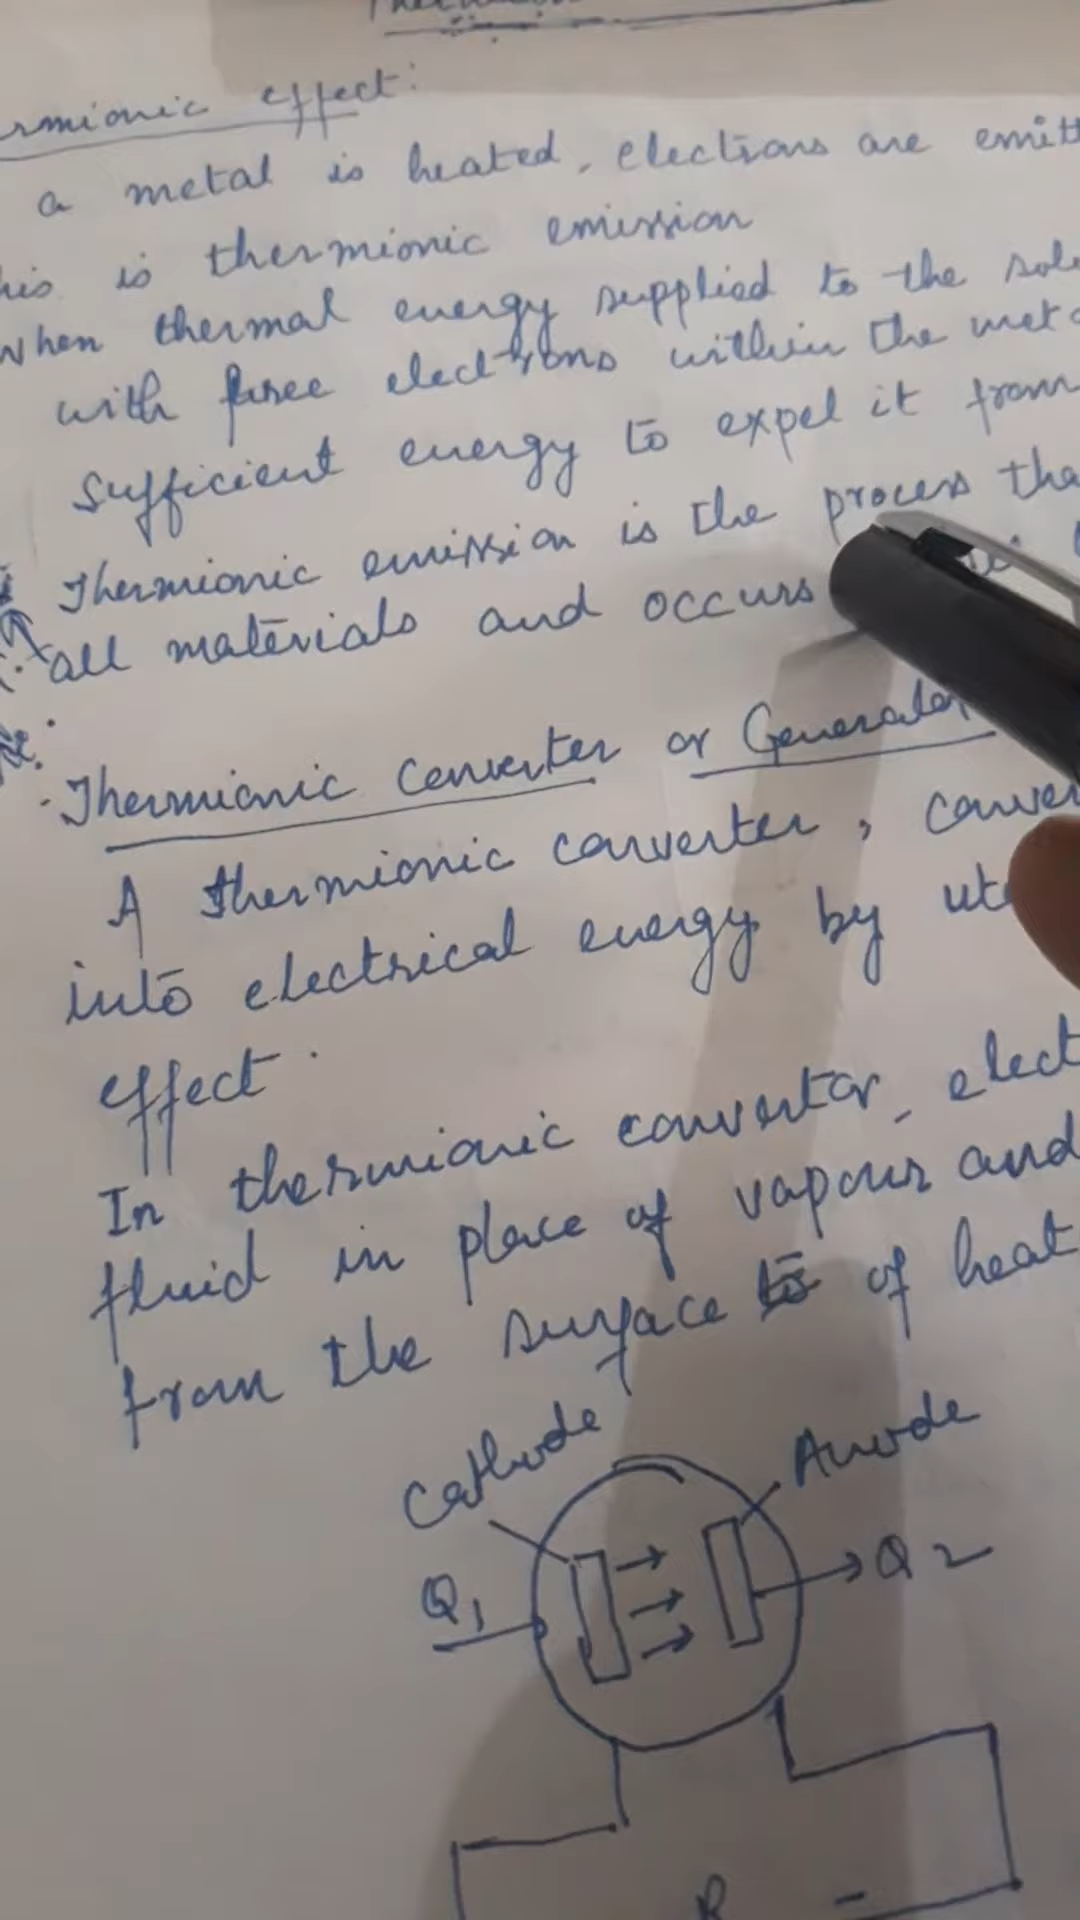 effect:
a metal is heated, electrons are
is thermionic emission
When thermal energy supplied to the
with free electrons within the
Sufficient energy to expel it from
Thermionic emission is the process
all materials and occurs
Thermionic Converter or
A thermionic converter,
into electrical energy by
effect.
In thermionic convertor,
fluid in place of vapour and
from the surface of heat
Cathode
Anode
Q1
Q2
R